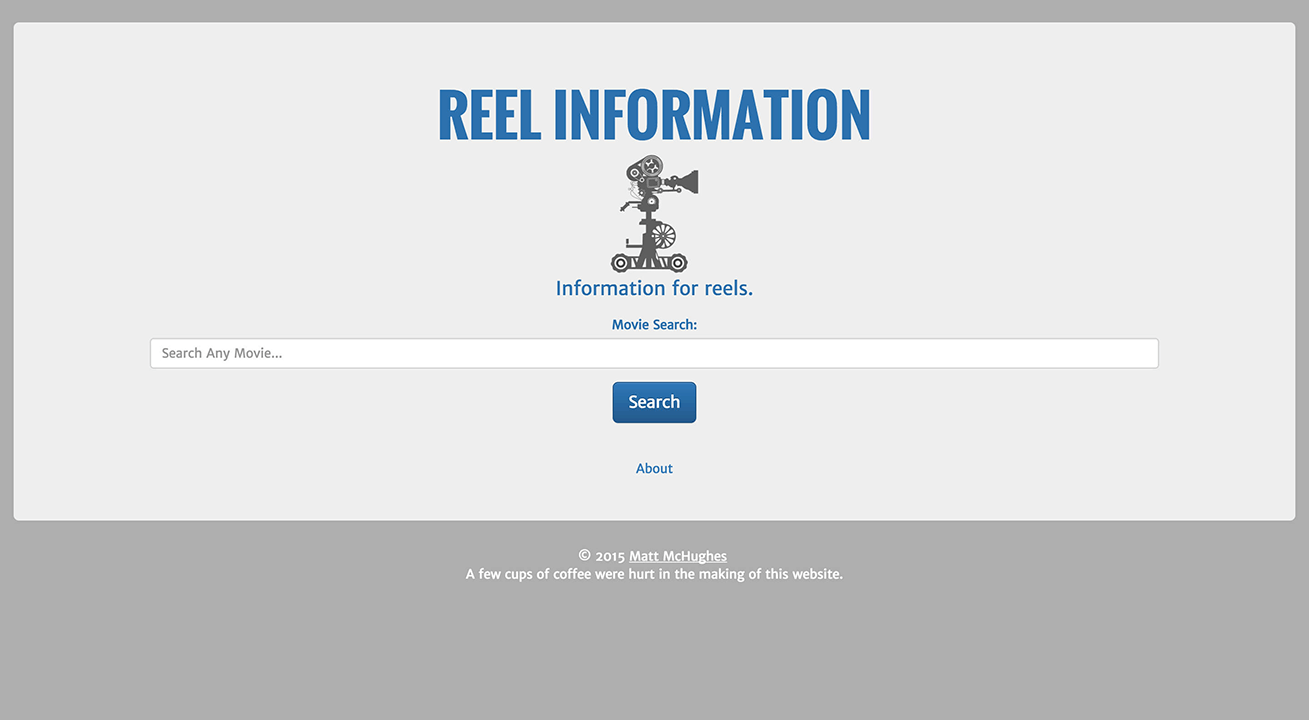 REEL INFORMATION
Information for reels.
Movie Search:
Search Any Movie...
Search
About
© 2015 Matt McHughes
A few cups of coffee were hurt in the making of this website.